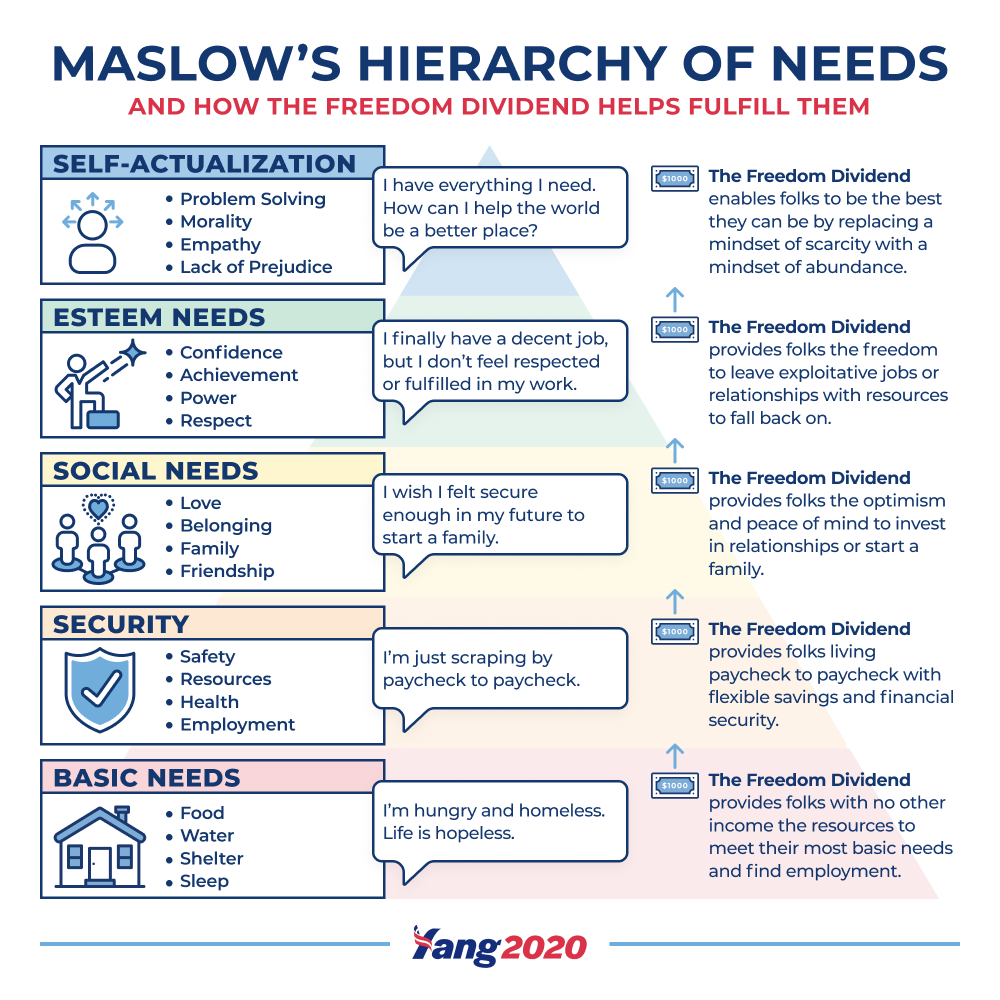 MASLOW'S HIERARCHY OF NEEDS
AND HOW THE FREEDOM DIVIDEND HELPS FULFILL THEM
SELF-ACTUALIZATION
• Problem Solving
• Morality
• Empathy
• Lack of Prejudice
I have everything I need.
How can I help the world
be a better place?
$1000
The Freedom Dividend
enables folks to be the best
they can be by replacing a
mindset of scarcity with a
mindset of abundance.
ESTEEM NEEDS
• Confidence
• Achievement
• Power
• Respect
I finally have a decent job,
but I don't feel respected
or fulfilled in my work.
$1000
The Freedom Dividend
provides folks the freedom
to leave exploitative jobs or
relationships with resources
to fall back on.
SOCIAL NEEDS
• Love
• Belonging
• Family
• Friendship
I wish I felt secure
enough in my future to
start a family.
$1000
The Freedom Dividend
provides folks the optimism
and peace of mind to invest
in relationships or start a
family.
SECURITY
• Safety
• Resources
• Health
• Employment
I'm just scraping by
paycheck to paycheck.
$1000
The Freedom Dividend
provides folks living
paycheck to paycheck with
flexible savings and financial
security.
BASIC NEEDS
• Food
• Water
• Shelter
• Sleep
I'm hungry and homeless.
Life is hopeless.
$1000
The Freedom Dividend
provides folks with no other
income the resources to
meet their most basic needs
and find employment.
Yang2020